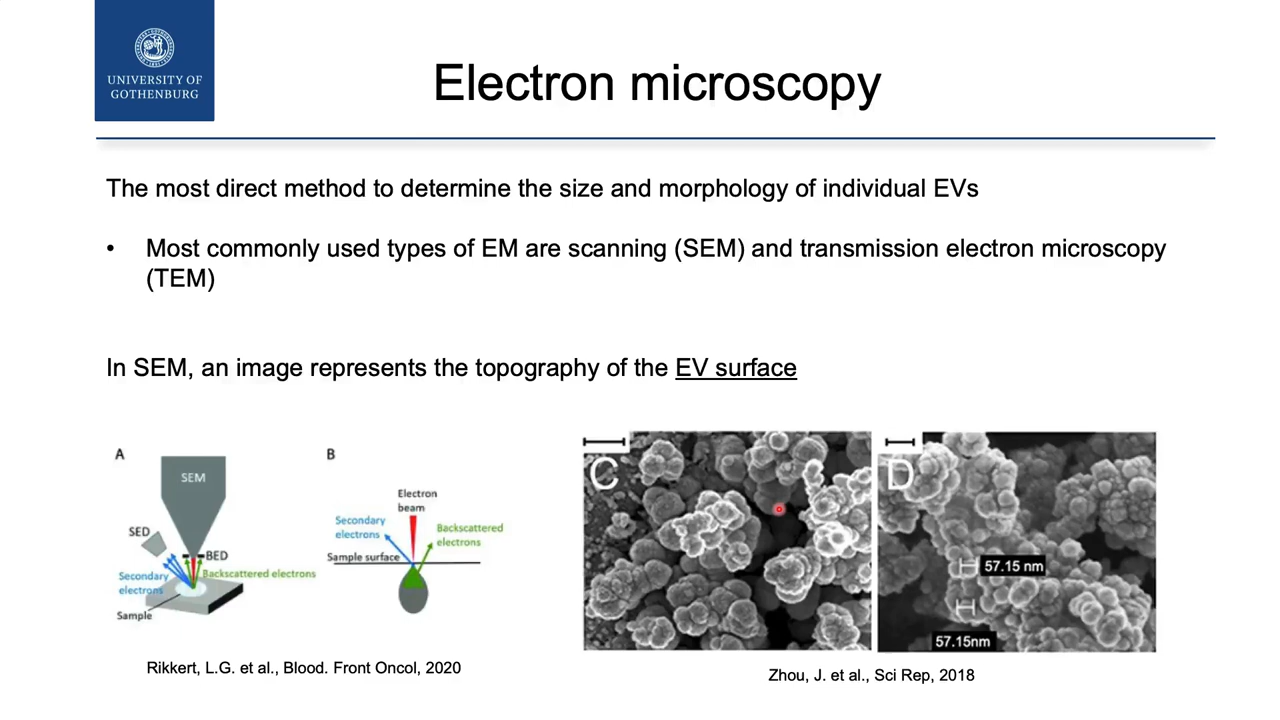 UNIVERSITY OF
GOTHENBURG
Electron microscopy
The most direct method to determine the size and morphology of individual EVs
• Most commonly used types of EM are scanning (SEM) and transmission electron microscopy
(TEM)
In SEM, an image represents the topography of the EV surface
A
SEM
SED
BED
Secondary
electrons
Backscattered electrons
Sample
B
Electron
beam
Secondary
electrons
Backscattered
electrons
Sample surface
C
D
57.15 nm
57.15nm
Rikkert, L.G. et al., Blood. Front Oncol, 2020
Zhou, J. et al., Sci Rep, 2018